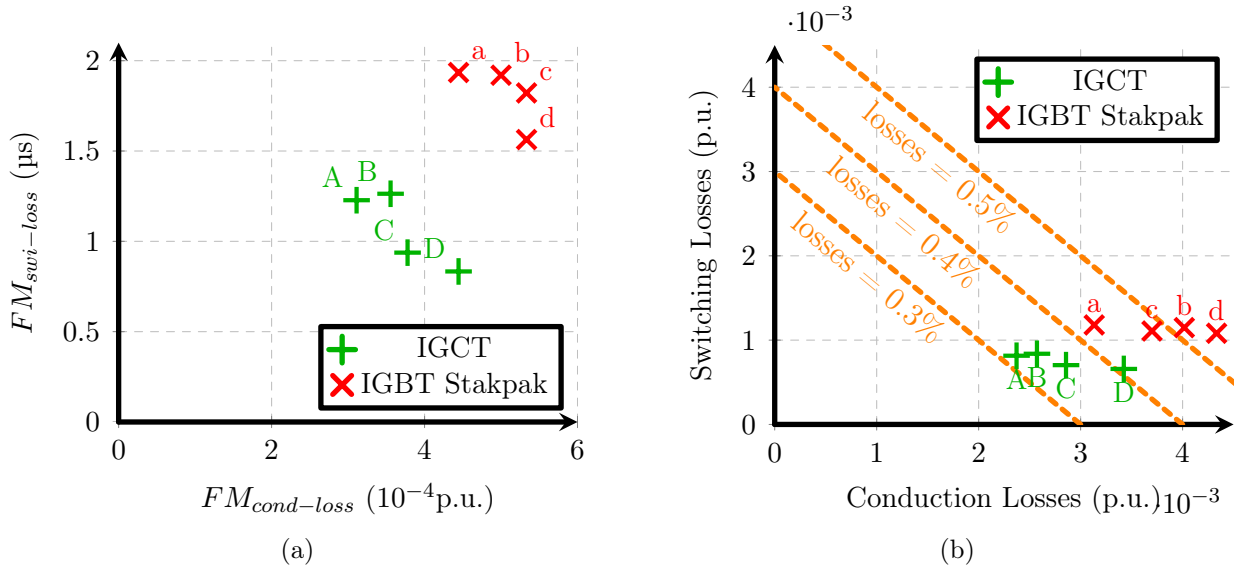 2
1.5
1
0.5
0
0
2
4
6
FM_{swi−loss} (µs)
FM_{cond−loss} (10^{−4}p.u.)
a
b
c
d
A
B
C
D
IGCT
IGBT Stakpak
(a)
·10^{−3}
4
3
2
1
0
0
1
2
3
4
Switching Losses (p.u.)
Conduction Losses (p.u.)
·10^{−3}
IGCT
IGBT Stakpak
losses = 0.5%
losses = 0.4%
losses = 0.3%
a
c
b
d
A
B
C
D
(b)